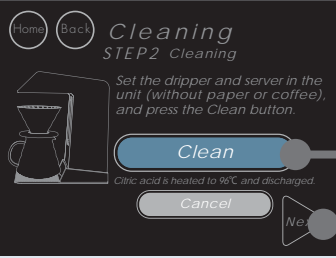 Home Back Cleaning
STEP2 Cleaning
Set the dripper and server in the
unit (without paper or coffee),
and press the Clean button.
Clean
Citric acid is heated to 96℃ and discharged.
Cancel